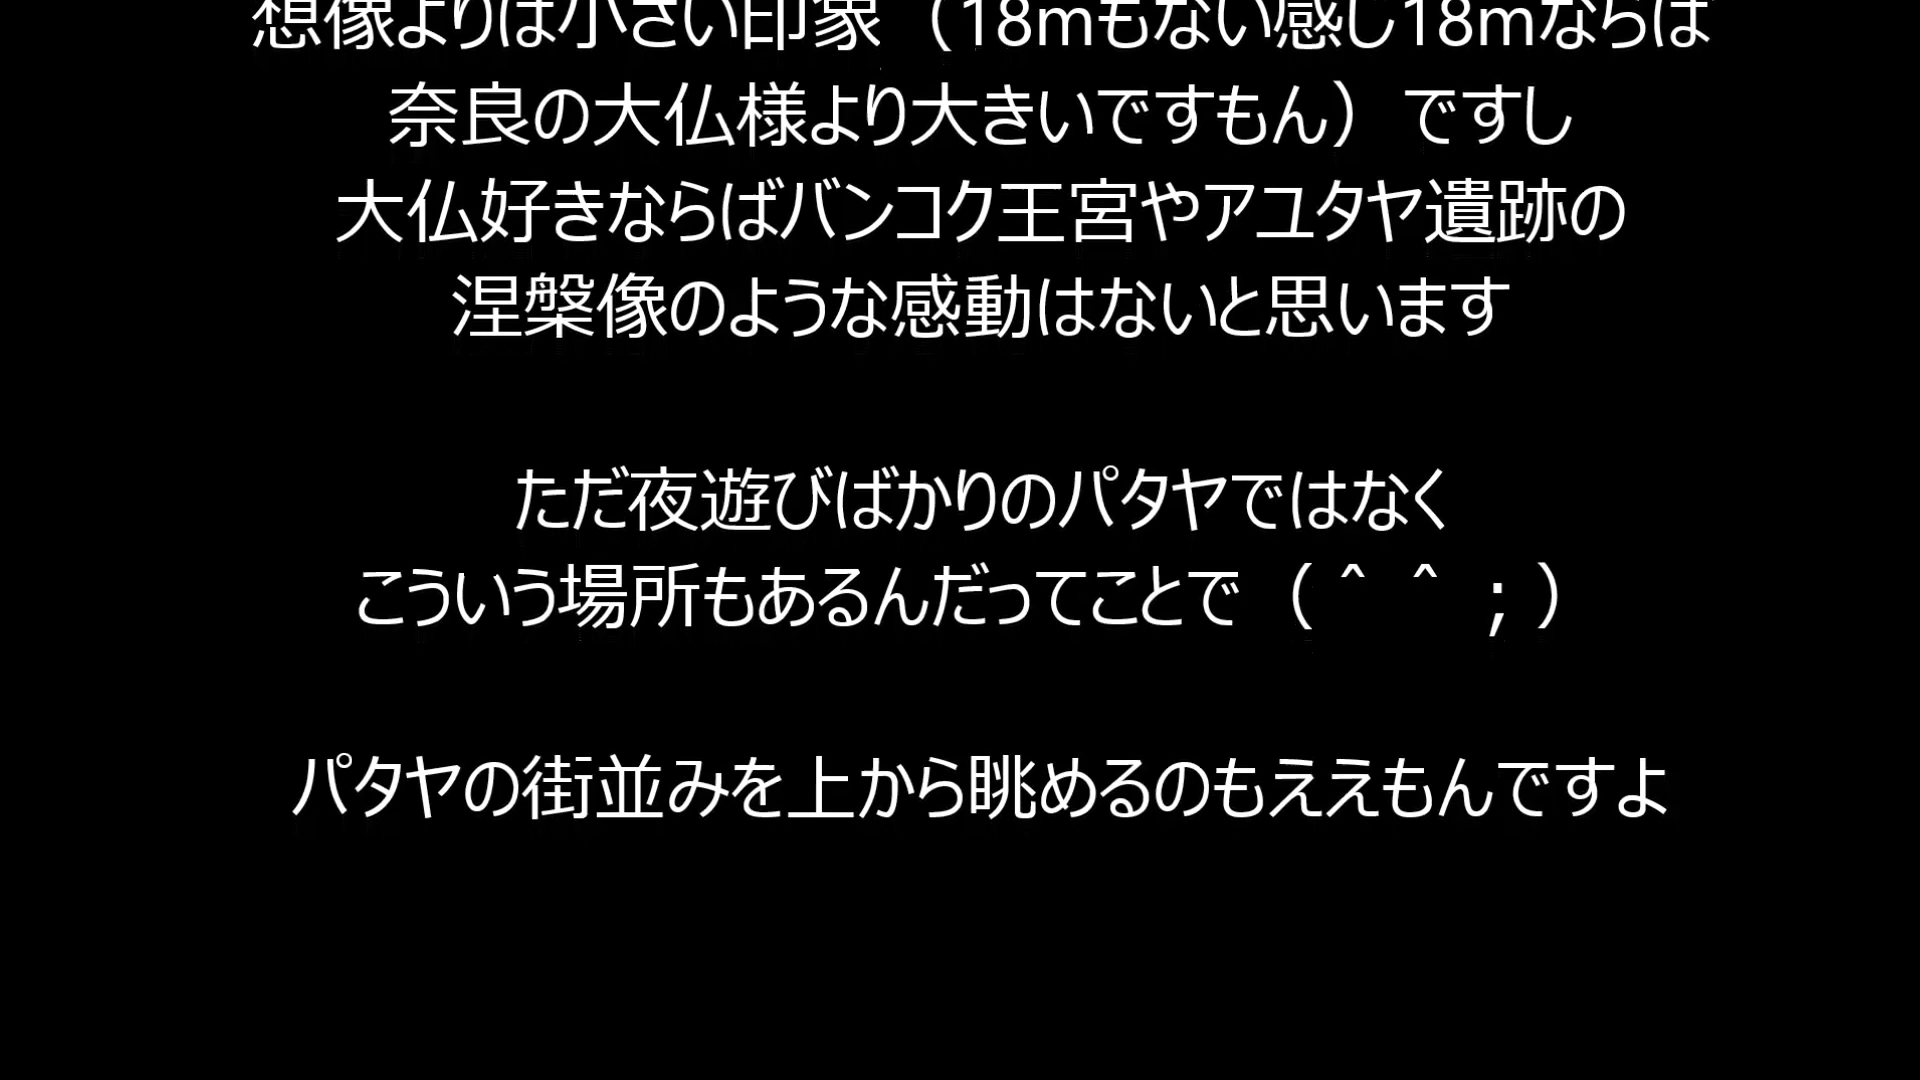 想像よりは小さい印象（18mもない感じ18mならば
奈良の大仏様より大きいですもん）ですし
大仏好きならばバンコク王宮やアユタヤ遺跡の
涅槃像のような感動はないと思います
ただ夜遊びばかりのパタヤではなく
こういう場所もあるんだってことで（＾＾；）
パタヤの街並みを上から眺めるのもええもんですよ